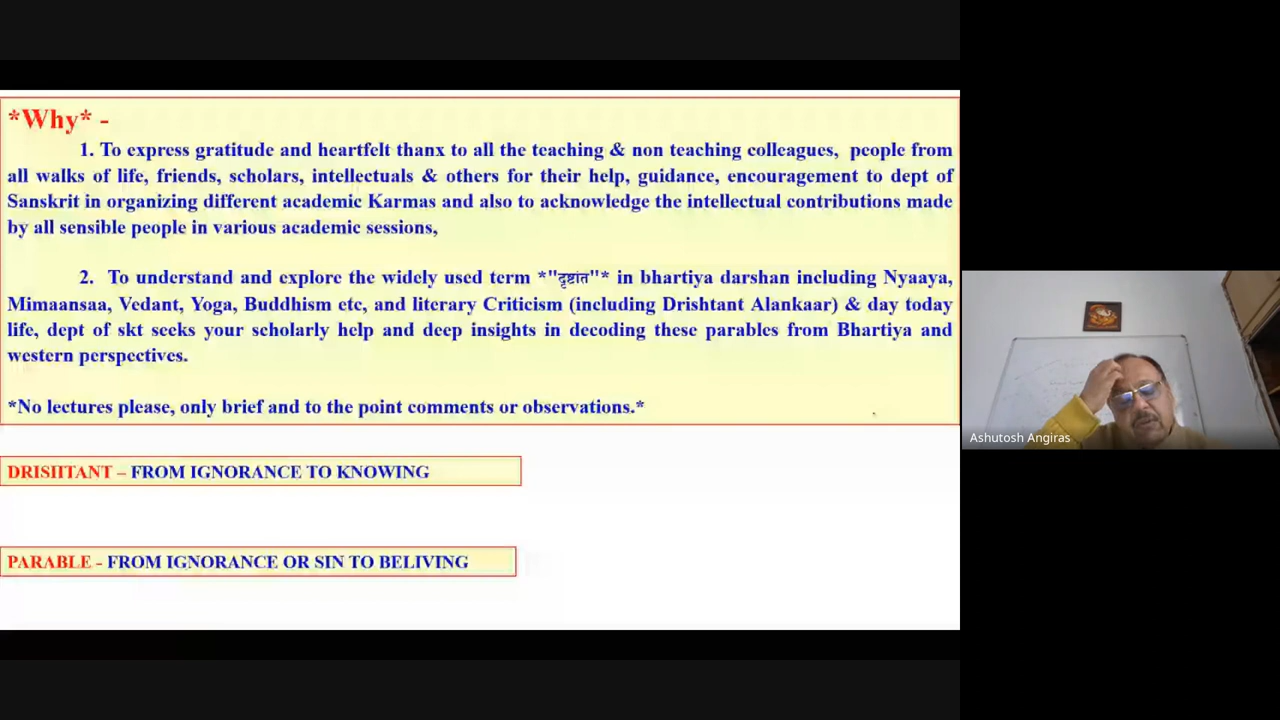 *Why* -
1. To express gratitude and heartfelt thanx to all the teaching & non teaching colleagues, people from
all walks of life, friends, scholars, intellectuals & others for their help, guidance, encouragement to dept of
Sanskrit in organizing different academic Karmas and also to acknowledge the intellectual contributions made
by all sensible people in various academic sessions,
2. To understand and explore the widely used term *"दृष्टांत"* in bhartiya darshan including Nyaaya,
Mimaansaa, Vedant, Yoga, Buddhism etc, and literary Criticism (including Drishtant Alankaar) & day today
life, dept of skt seeks your scholarly help and deep insights in decoding these parables from Bhartiya and
western perspectives.
*No lectures please, only brief and to the point comments or observations.*
DRISHTANT – FROM IGNORANCE TO KNOWING
PARABLE - FROM IGNORANCE OR SIN TO BELIVING
Ashutosh Angiras